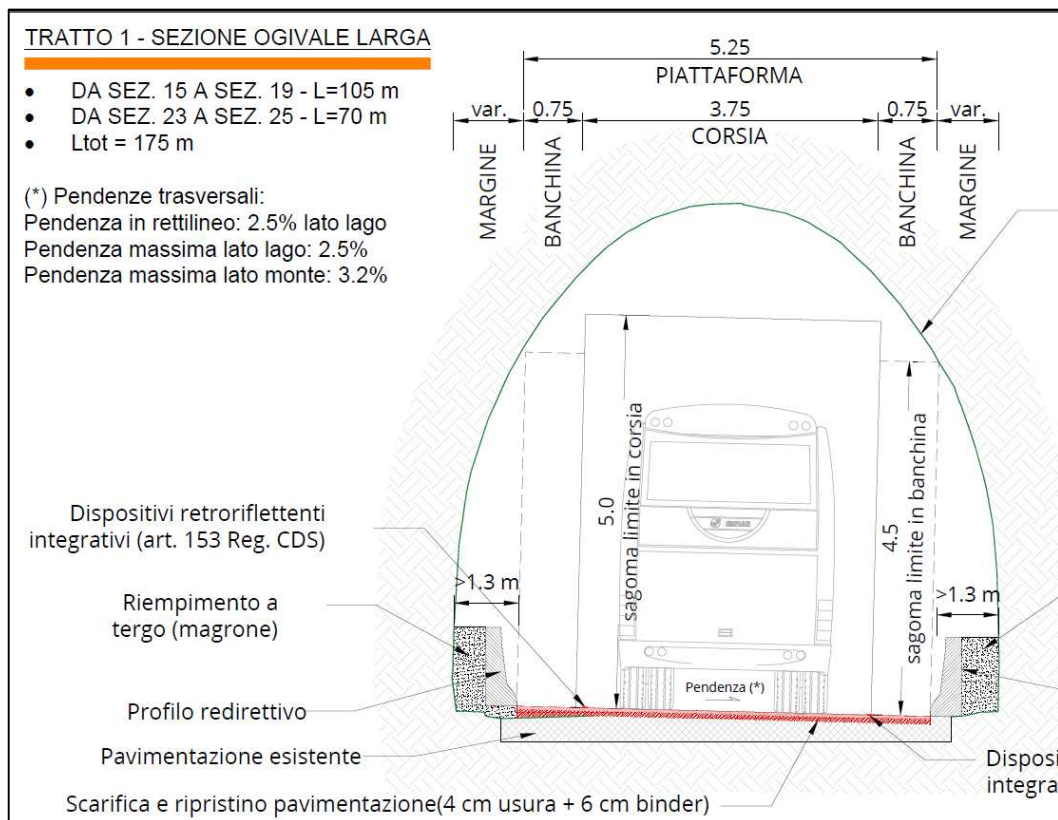 TRATTO 1 - SEZIONE OGIVALE LARGA
• DA SEZ. 15 A SEZ. 19 - L=105 m
• DA SEZ. 23 A SEZ. 25 - L=70 m
• Ltot = 175 m
(*) Pendenze trasversali:
Pendenza in rettilineo: 2.5% lato lago
Pendenza massima lato lago: 2.5%
Pendenza massima lato monte: 3.2%
5.25
PIATTAFORMA
var.
0.75
3.75
0.75
var.
CORSIA
MARGINE
BANCHINA
BANCHINA
MARGINE
5.0
sagoma limite in corsia
4.5
sagoma limite in banchina
Dispositivi retroriflettenti
integrativi (art. 153 Reg. CDS)
>1.3 m
>1.3 m
Riempimento a
tergo (magrone)
Pendenza (*)
Profilo redirettivo
Pavimentazione esistente
Disposi
integra
Scarifica e ripristino pavimentazione(4 cm usura + 6 cm binder)